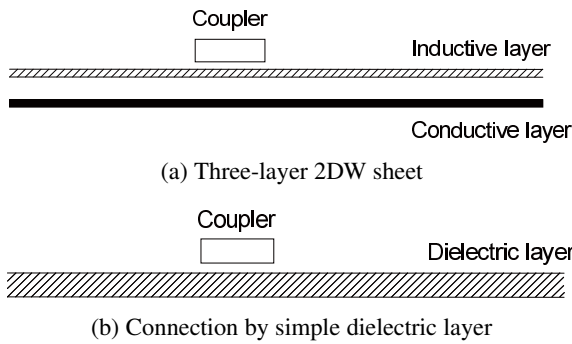 Coupler
Inductive layer
Conductive layer
(a) Three-layer 2DW sheet
Coupler
Dielectric layer
(b) Connection by simple dielectric layer